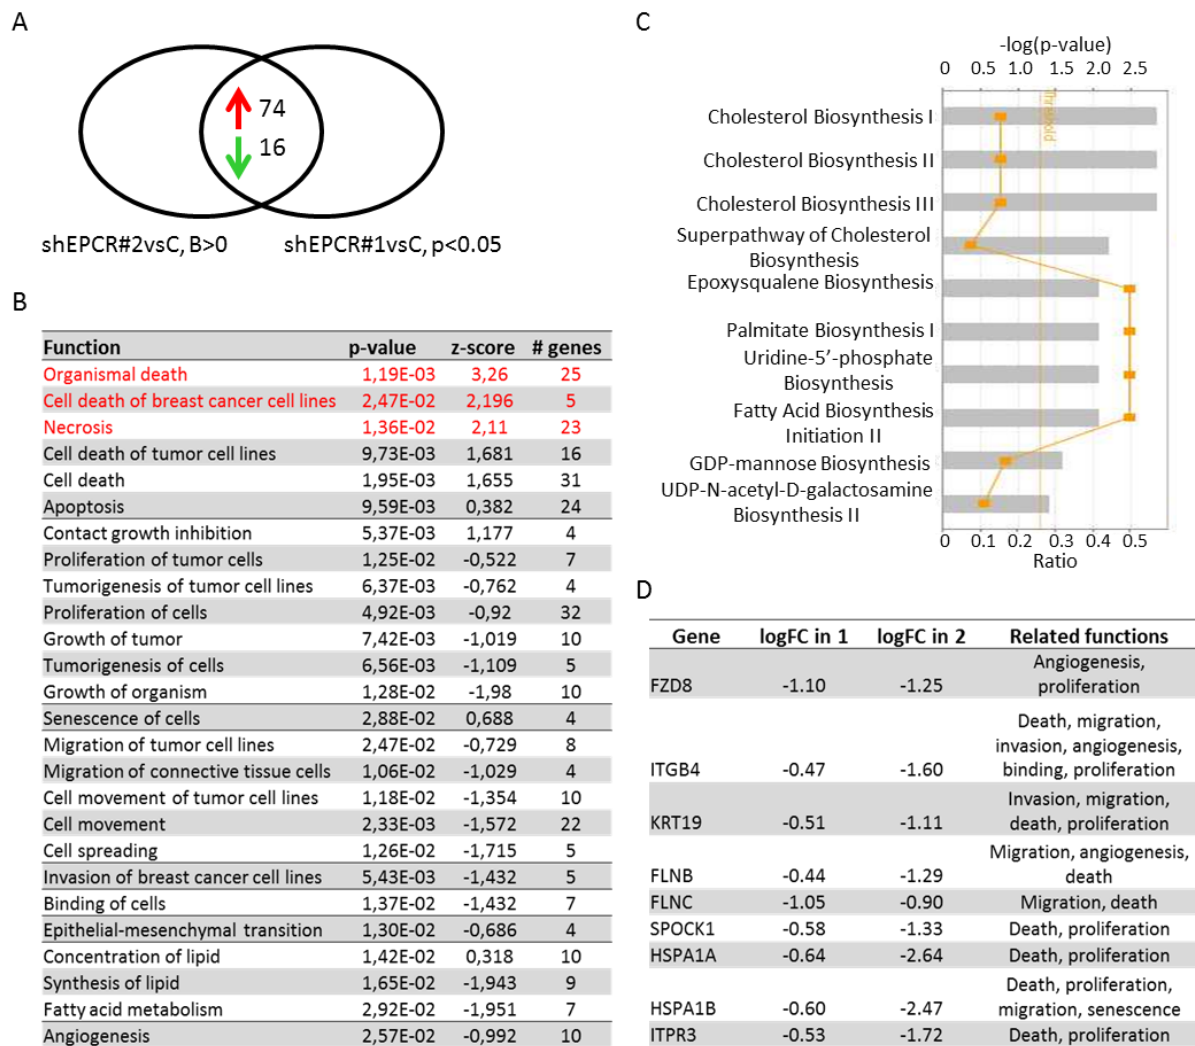 A
74
16
shEPCR#2vsC, B>0 shEPCR#1vsC, p<0.05
B
Function p-value z-score # genes
Organismal death 1,19E-03 3,26 25
Cell death of breast cancer cell lines 2,47E-02 2,196 5
Necrosis 1,36E-02 2,11 23
Cell death of tumor cell lines 9,73E-03 1,681 16
Cell death 1,95E-03 1,655 31
Apoptosis 9,59E-03 0,382 24
Contact growth inhibition 5,37E-03 1,177 4
Proliferation of tumor cells 1,25E-02 -0,522 7
Tumorigenesis of tumor cell lines 6,37E-03 -0,762 4
Proliferation of cells 4,92E-03 -0,92 32
Growth of tumor 7,42E-03 -1,019 10
Tumorigenesis of cells 6,56E-03 -1,109 5
Growth of organism 1,28E-02 -1,98 10
Senescence of cells 2,88E-02 0,688 4
Migration of tumor cell lines 2,47E-02 -0,729 8
Migration of connective tissue cells 1,06E-02 -1,029 4
Cell movement of tumor cell lines 1,18E-02 -1,354 10
Cell movement 2,33E-03 -1,572 22
Cell spreading 1,26E-02 -1,715 5
Invasion of breast cancer cell lines 5,43E-03 -1,432 5
Binding of cells 1,37E-02 -1,432 7
Epithelial-mesenchymal transition 1,30E-02 -0,686 4
Concentration of lipid 1,42E-02 0,318 10
Synthesis of lipid 1,65E-02 -1,943 9
Fatty acid metabolism 2,92E-02 -1,951 7
Angiogenesis 2,57E-02 -0,992 10
C
-log(p-value)
0 0.5 1.0 1.5 2.0 2.5
Threshold
Cholesterol Biosynthesis I
Cholesterol Biosynthesis II
Cholesterol Biosynthesis III
Superpathway of Cholesterol
Biosynthesis
Epoxysqualene Biosynthesis
Palmitate Biosynthesis I
Uridine-5’-phosphate
Biosynthesis
Fatty Acid Biosynthesis
Initiation II
GDP-mannose Biosynthesis
UDP-N-acetyl-D-galactosamine
Biosynthesis II
0 0.1 0.2 0.3 0.4 0.5
Ratio
D
Gene logFC in 1 logFC in 2 Related functions
FZD8 -1.10 -1.25 Angiogenesis,
proliferation
Death, migration,
invasion, angiogenesis,
ITGB4 -0.47 -1.60 binding, proliferation
Invasion, migration,
KRT19 -0.51 -1.11 death, proliferation
Migration, angiogenesis,
FLNB -0.44 -1.29 death
FLNC -1.05 -0.90 Migration, death
SPOCK1 -0.58 -1.33 Death, proliferation
HSPA1A -0.64 -2.64 Death, proliferation
Death, proliferation,
HSPA1B -0.60 -2.47 migration, senescence
ITPR3 -0.53 -1.72 Death, proliferation